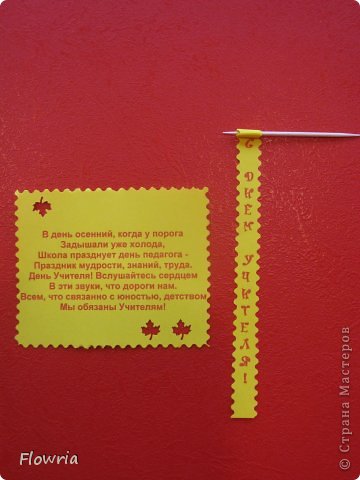 В день осенний, когда у порога
Задышали уже холода,
Школа празднует день педагога -
Праздник мудрости, знаний, труда.
День Учителя! Вслушайтесь сердцем
В эти звуки, что дороги нам.
Всем, что связанно с юностью, детством
Мы обязаны Учителям!
С ДНЁМ УЧИТЕЛЯ!
Flowria
© Страна Мастеров